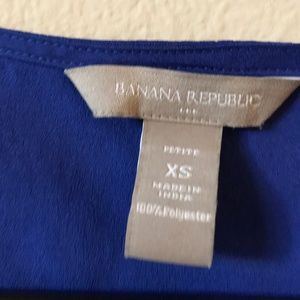 BANANA REPUBLIC
PETITE
XS
MADE IN
INDIA
100% Polyester